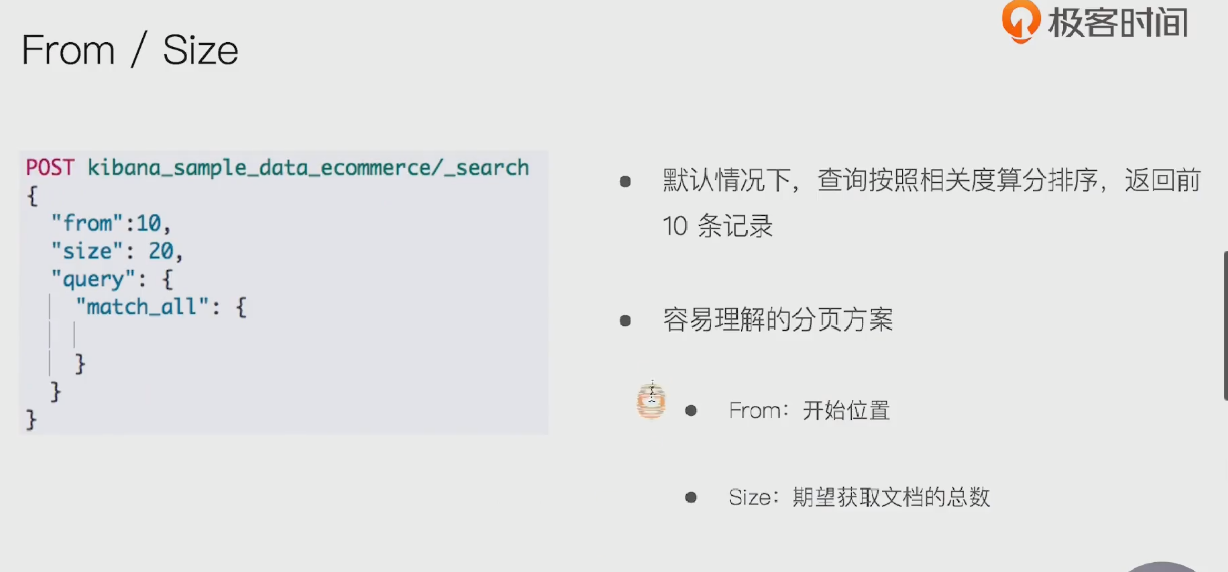 From / Size
极客时间
POST kibana_sample_data_ecommerce/_search
{
"from":10,
"size": 20,
"query": {
"match_all": {
}
}
}
默认情况下，查询按照相关度算分排序，返回前
10 条记录
容易理解的分页方案
From：开始位置
Size：期望获取文档的总数